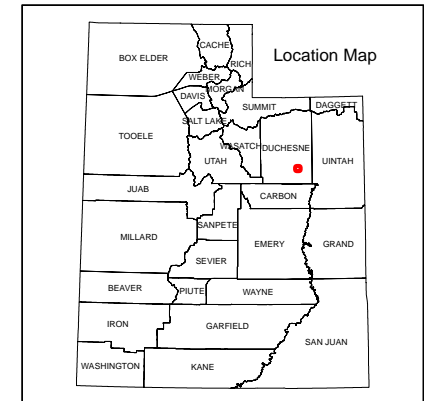 Location Map
BOX ELDER
CACHE
RICH
WEBER
MORGAN
DAVIS
SUMMIT
DAGGETT
SALT LAKE
TOOELE
WASATCH
DUCHESNE
UTAH
UINTAH
JUAB
CARBON
SANPETE
MILLARD
EMERY
GRAND
SEVIER
BEAVER
PIUTE
WAYNE
IRON
GARFIELD
SAN JUAN
WASHINGTON
KANE